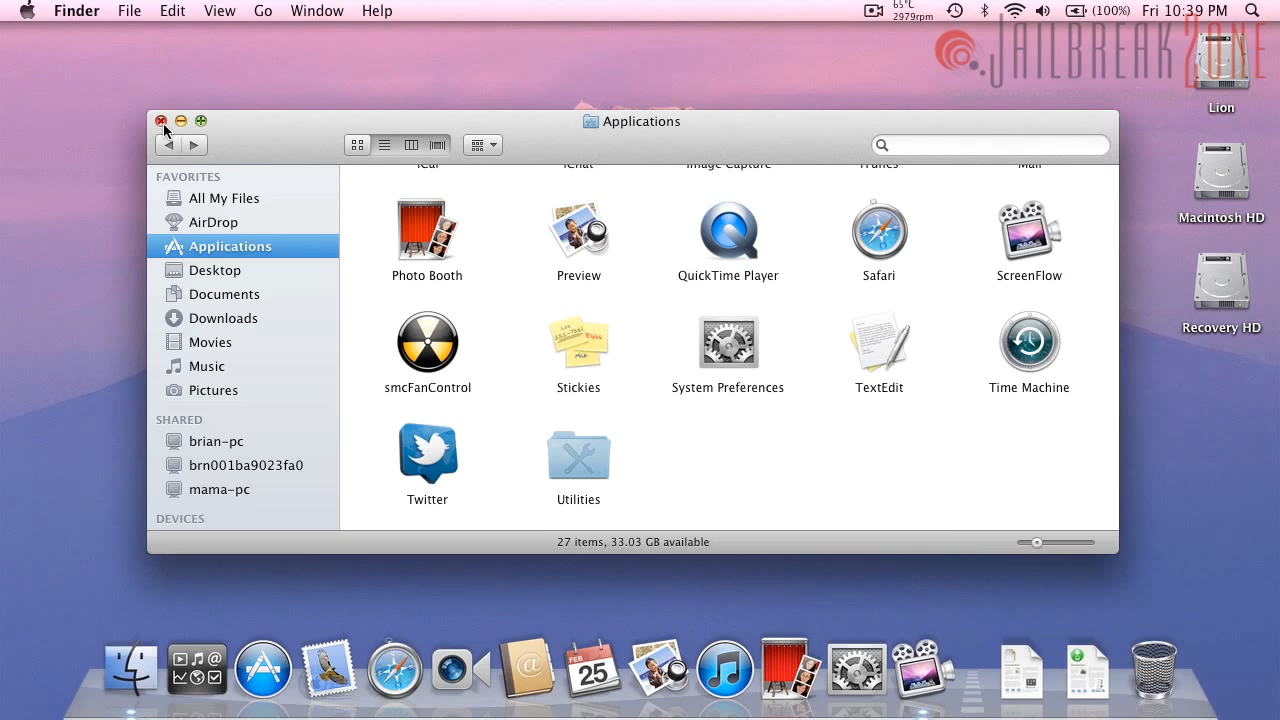 Finder File Edit View Go Window Help
65°C
2979rpm
(100%) Fri 10:39 PM
JAILBREAKZONE
Lion
Macintosh HD
Recovery HD
Applications
FAVORITES
All My Files
AirDrop
Applications
Desktop
Documents
Downloads
Movies
Music
Pictures
SHARED
brian-pc
brn001ba9023fa0
mama-pc
DEVICES
iCal iChat Image Capture iTunes Mail
Photo Booth Preview QuickTime Player Safari ScreenFlow
smcFanControl Stickies System Preferences TextEdit Time Machine
Twitter Utilities
27 items, 33.03 GB available
FEB
25